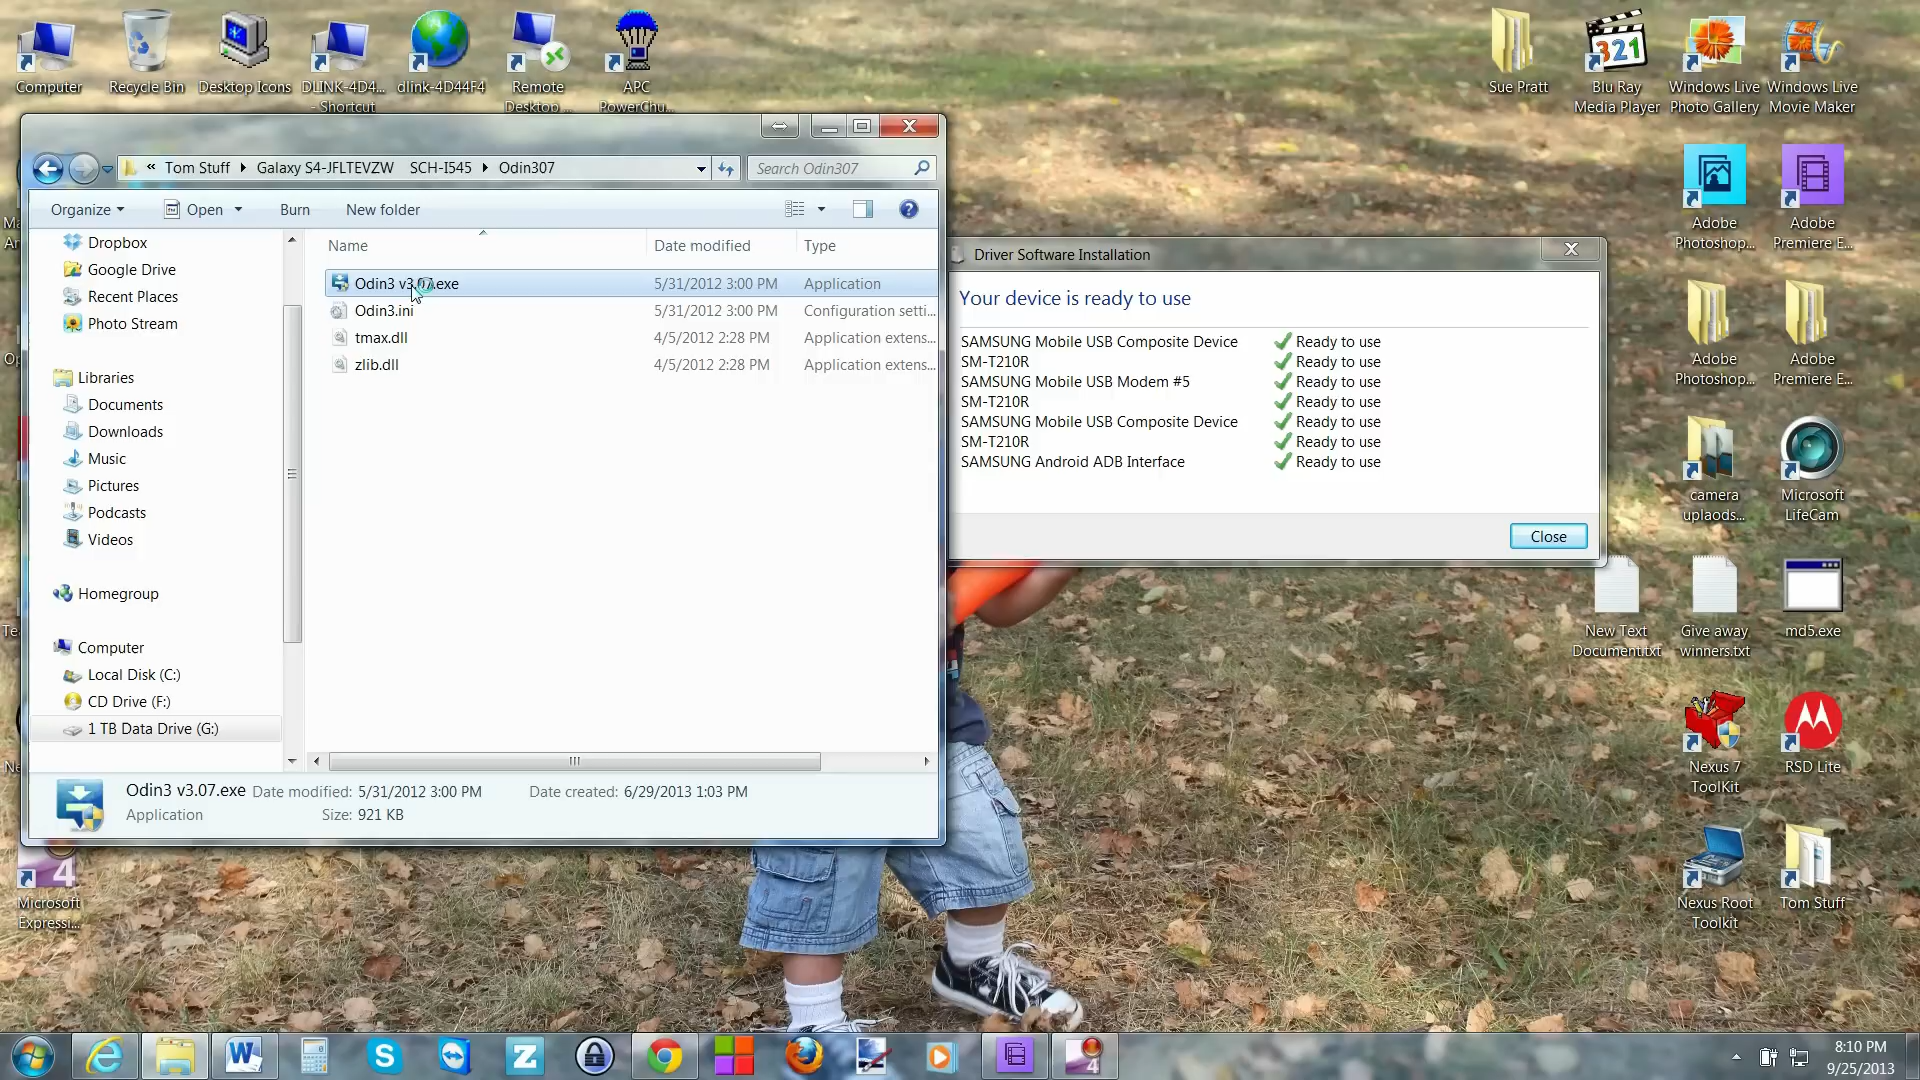 Computer
Recycle Bin
Desktop Icons
DLINK-4D4...
- Shortcut
dlink-4D44F4
Remote
Desktop ...
APC
PowerChu...
Sue Pratt
Blu Ray
Media Player
Windows Live
Photo Gallery
Windows Live
Movie Maker
« Tom Stuff Galaxy S4-JFLTEVZW SCH-I545 Odin307
Search Odin307
Organize Open Burn New folder
Name Date modified Type
Odin3 v3.07.exe 5/31/2012 3:00 PM Application
Odin3.ini 5/31/2012 3:00 PM Configuration setti...
tmax.dll 4/5/2012 2:28 PM Application extens...
zlib.dll 4/5/2012 2:28 PM Application extens...
Dropbox
Google Drive
Recent Places
Photo Stream
Libraries
Documents
Downloads
Music
Pictures
Podcasts
Videos
Homegroup
Computer
Local Disk (C:)
CD Drive (F:)
1 TB Data Drive (G:)
Odin3 v3.07.exe Date modified: 5/31/2012 3:00 PM Date created: 6/29/2013 1:03 PM
Application Size: 921 KB
Driver Software Installation
Your device is ready to use
SAMSUNG Mobile USB Composite Device Ready to use
SM-T210R Ready to use
SAMSUNG Mobile USB Modem #5 Ready to use
SM-T210R Ready to use
SAMSUNG Mobile USB Composite Device Ready to use
SM-T210R Ready to use
SAMSUNG Android ADB Interface Ready to use
Close
Adobe
Photoshop...
Adobe
Premiere E...
Adobe
Photoshop...
Adobe
Premiere E...
camera
uplaods...
Microsoft
LifeCam
New Text
Document.txt
Give away
winners.txt
md5.exe
Nexus 7
ToolKit
RSD Lite
Nexus Root
Toolkit
Tom Stuff
4
Microsoft
Expressi...
8:10 PM
9/25/2013